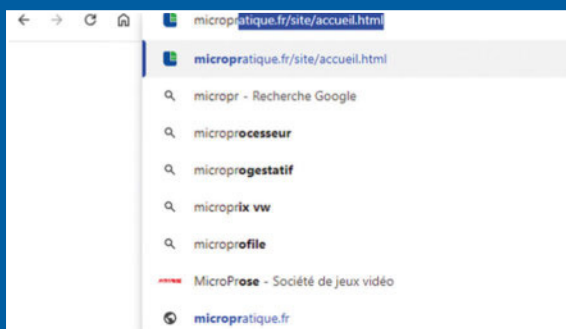 micropratique.fr/site/accueil.html
micropratique.fr/site/accueil.html
micropr - Recherche Google
microprocesseur
microprogestatif
microprix vw
microprofile
MicroProse - Société de jeux vidéo
micropratique.fr